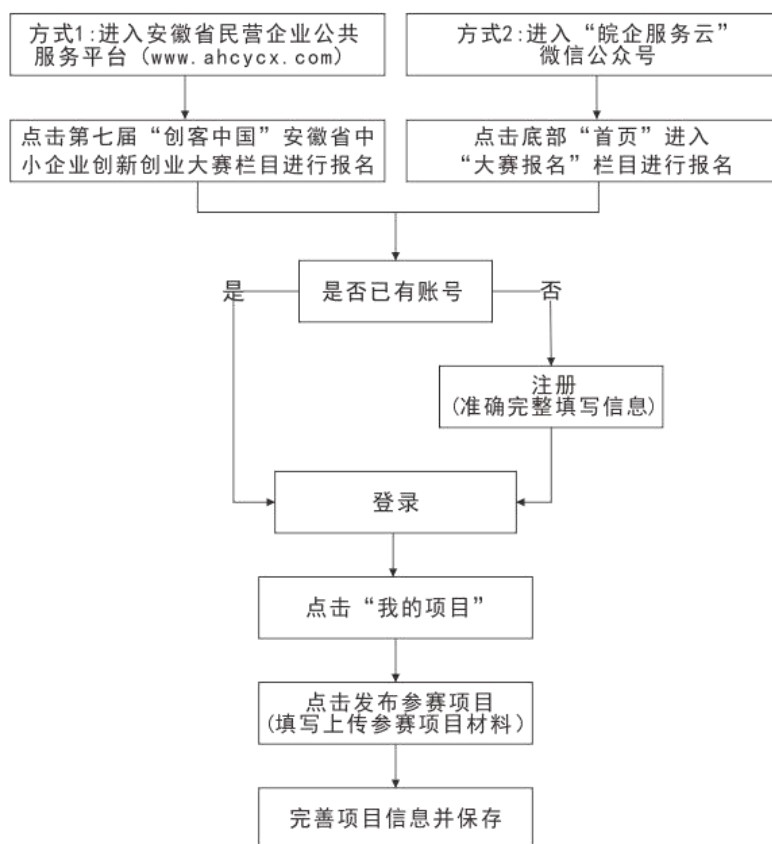 方式1:进入安徽省民营企业公共
服务平台（www.ahcycx.com）
方式2:进入“皖企服务云”
微信公众号
点击第七届“创客中国”安徽省中
小企业创新创业大赛栏目进行报名
点击底部“首页”进入
“大赛报名”栏目进行报名
是否已有账号
是
否
注册
(准确完整填写信息)
登录
点击“我的项目”
点击发布参赛项目
(填写上传参赛项目材料)
完善项目信息并保存